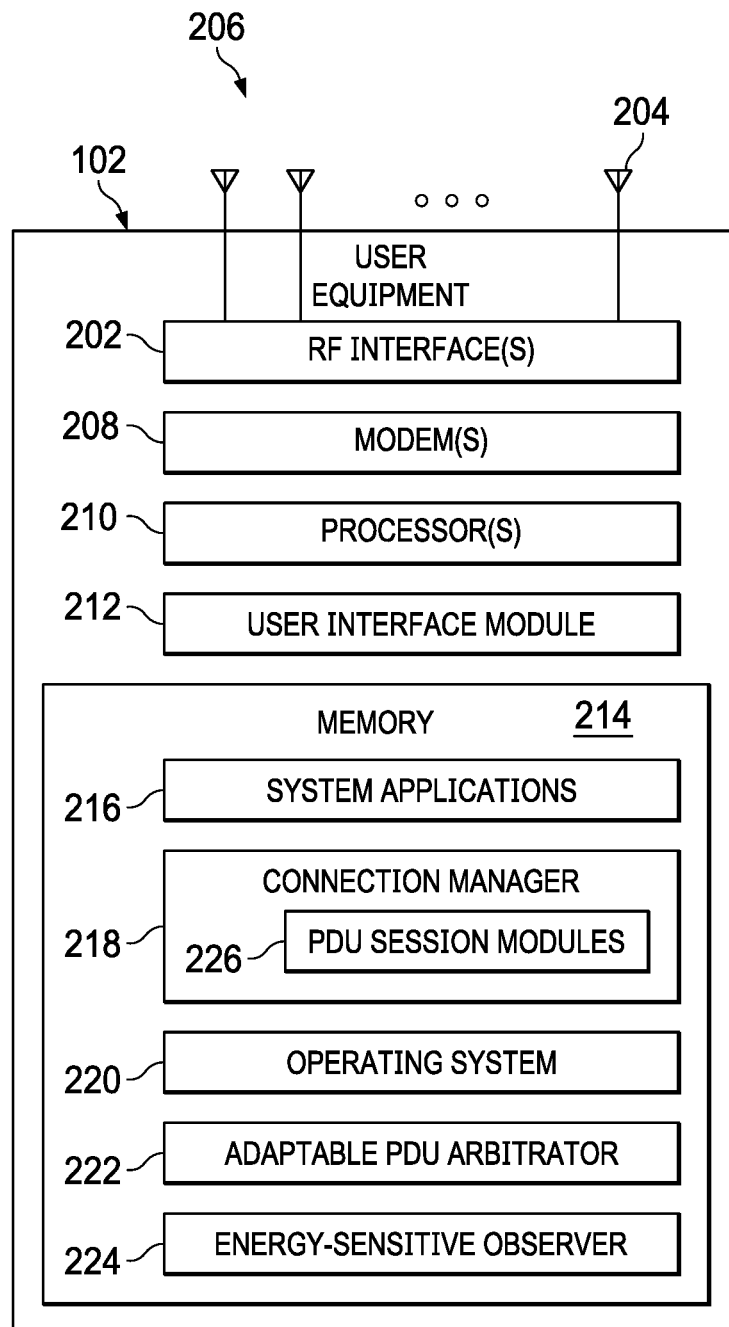 206
204
102
USER
EQUIPMENT
202 RF INTERFACE(S)
208 MODEM(S)
210 PROCESSOR(S)
212 USER INTERFACE MODULE
MEMORY 214
216 SYSTEM APPLICATIONS
CONNECTION MANAGER
218 226 PDU SESSION MODULES
220 OPERATING SYSTEM
222 ADAPTABLE PDU ARBITRATOR
224 ENERGY-SENSITIVE OBSERVER